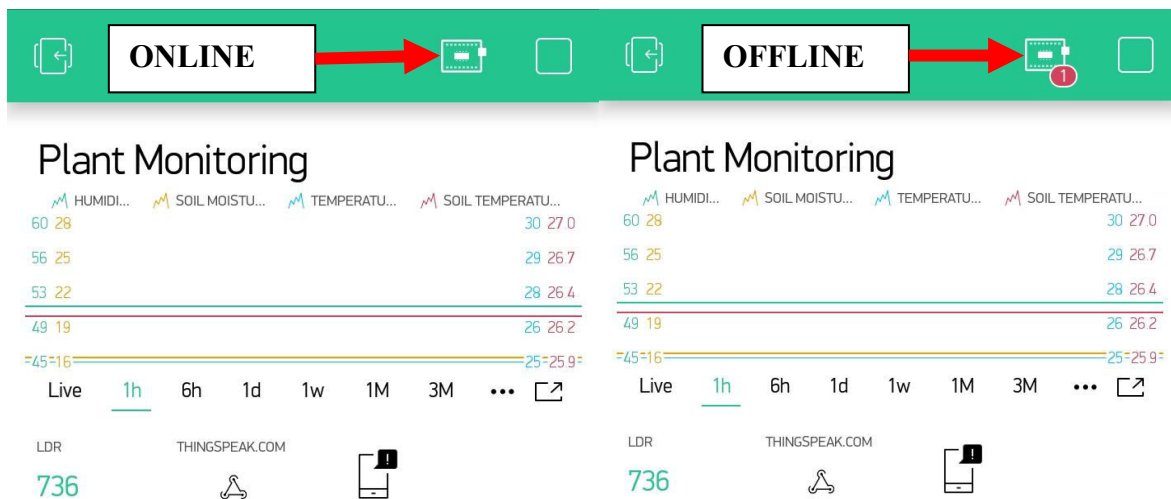 ONLINE
Plant Monitoring
HUMIDI... SOIL MOISTU... TEMPERATU... SOIL TEMPERATU...
60 28 30 27.0
56 25 29 26.7
53 22 28 26.4
49 19 26 26.2
45 16 25 25.9
Live 1h 6h 1d 1w 1M 3M •••
LDR THINGSPEAK.COM
736
!
OFFLINE
1
Plant Monitoring
HUMIDI... SOIL MOISTU... TEMPERATU... SOIL TEMPERATU...
60 28 30 27.0
56 25 29 26.7
53 22 28 26.4
49 19 26 26.2
45 16 25 25.9
Live 1h 6h 1d 1w 1M 3M •••
LDR THINGSPEAK.COM
736
!